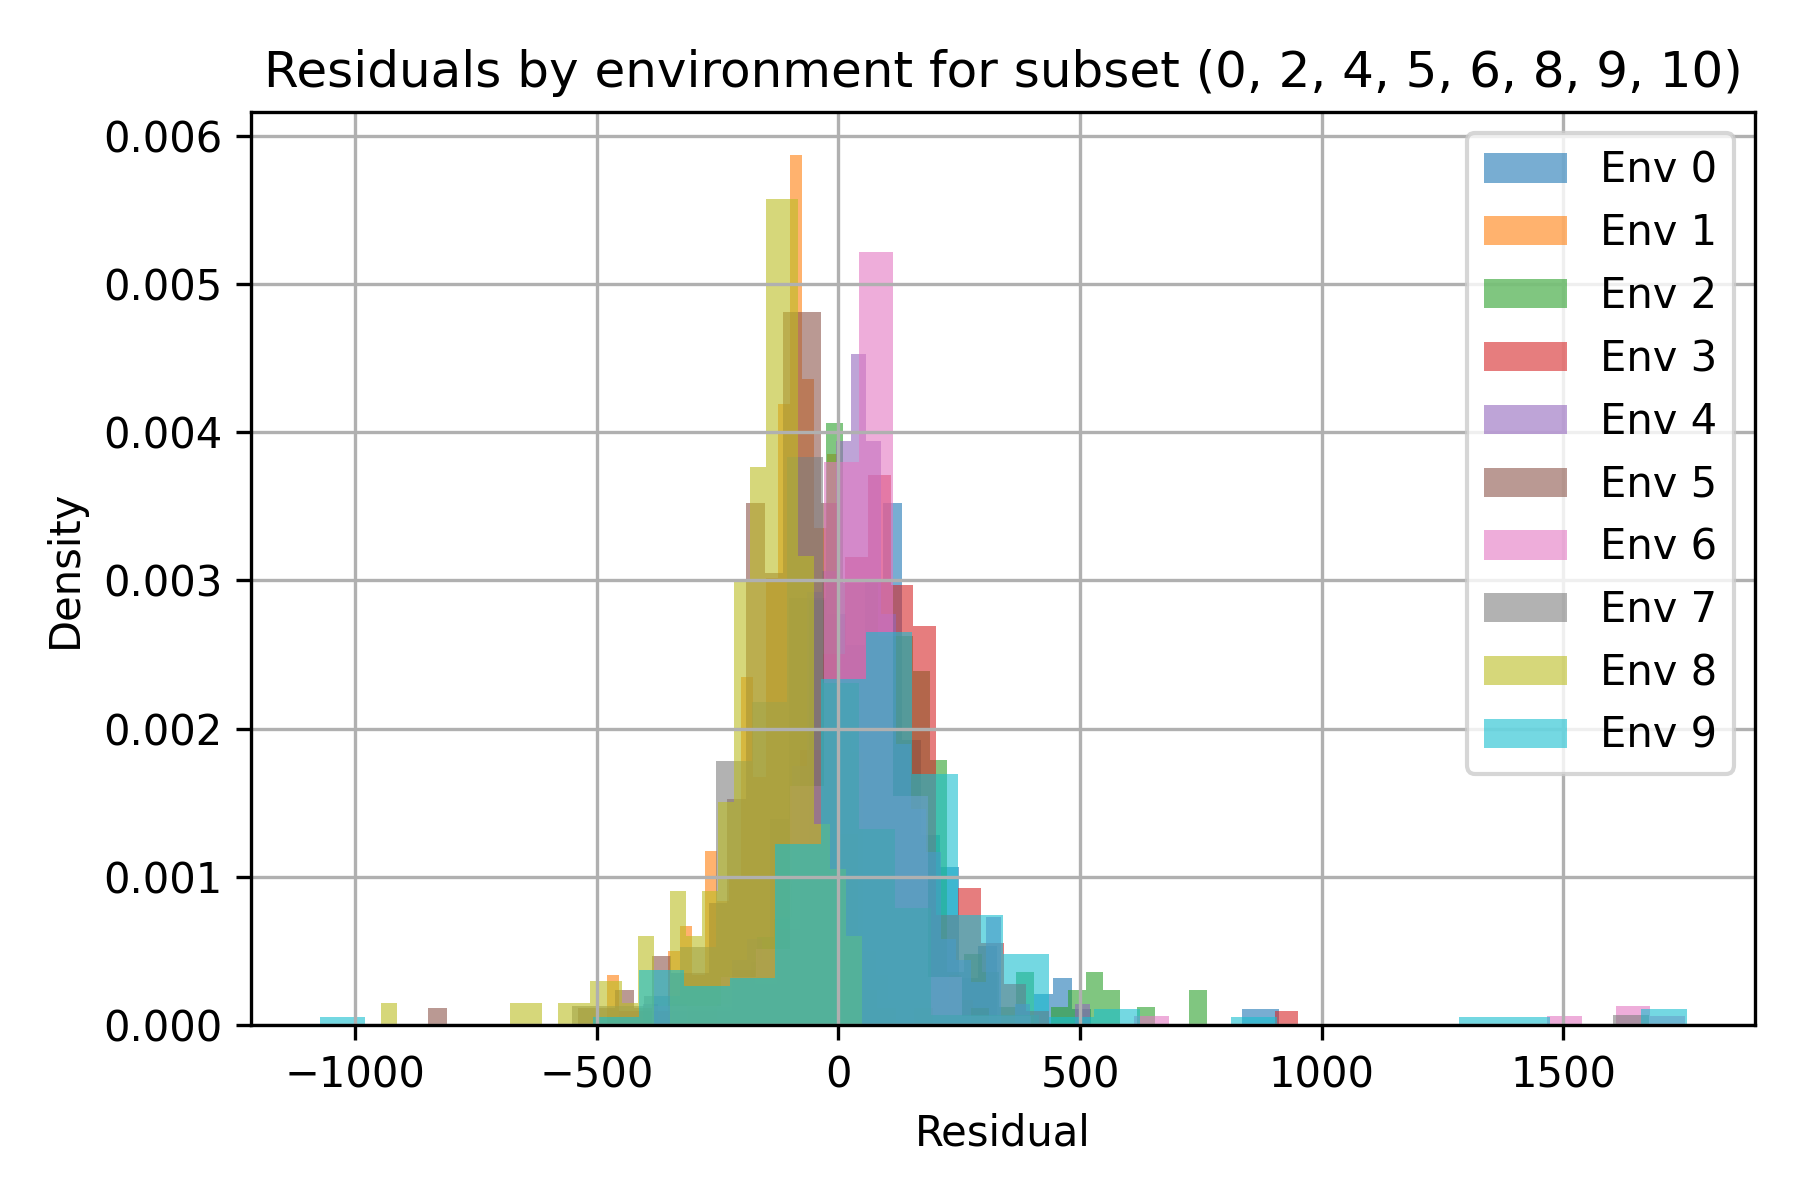 Residuals by environment for subset (0, 2, 4, 5, 6, 8, 9, 10)
0.006
0.005
0.004
0.003
0.002
0.001
0.000
Density
−1000
−500
0
500
1000
1500
Residual
Env 0
Env 1
Env 2
Env 3
Env 4
Env 5
Env 6
Env 7
Env 8
Env 9